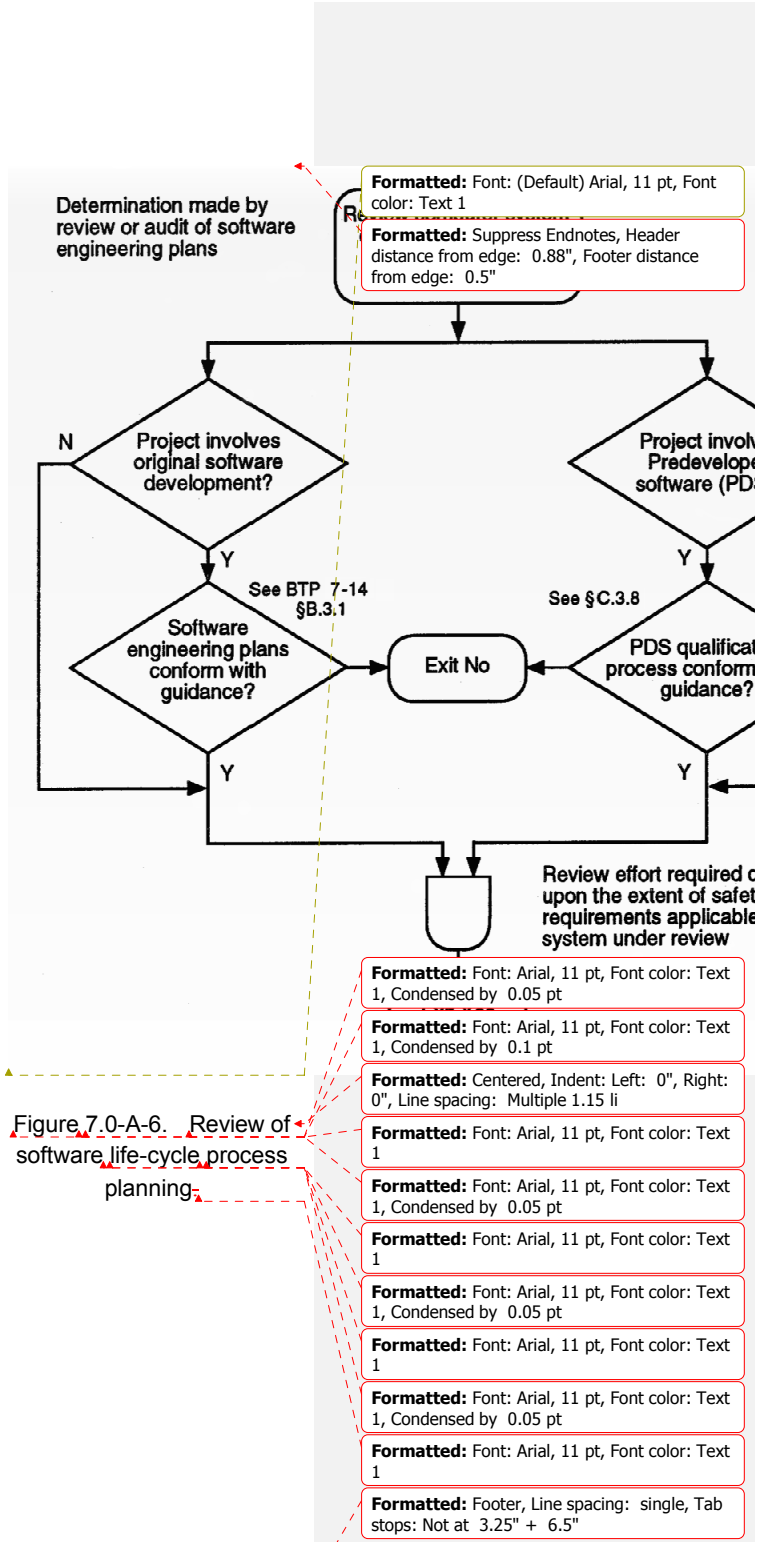 Formatted: Font: (Default) Arial, 11 pt, Font
color: Text 1
Determination made by
review or audit of software
engineering plans
Formatted: Suppress Endnotes, Header
distance from edge: 0.88", Footer distance
from edge: 0.5"
N
Project involves
original software
development?
Y
Project involv
Predevelope
software (PDS
Y
See BTP 7-14
§B.3.1
See §C.3.8
Software
engineering plans
conform with
guidance?
Exit No
PDS qualificat
process conform
guidance?
Y
Y
Review effort required d
upon the extent of safet
requirements applicable
system under review
Formatted: Font: Arial, 11 pt, Font color: Text
1, Condensed by 0.05 pt
Formatted: Font: Arial, 11 pt, Font color: Text
1, Condensed by 0.1 pt
Formatted: Centered, Indent: Left: 0", Right:
0", Line spacing: Multiple 1.15 li
Figure 7.0-A-6. Review of
software life-cycle process
planning
Formatted: Font: Arial, 11 pt, Font color: Text
1
Formatted: Font: Arial, 11 pt, Font color: Text
1, Condensed by 0.05 pt
Formatted: Font: Arial, 11 pt, Font color: Text
1
Formatted: Font: Arial, 11 pt, Font color: Text
1, Condensed by 0.05 pt
Formatted: Font: Arial, 11 pt, Font color: Text
1
Formatted: Font: Arial, 11 pt, Font color: Text
1, Condensed by 0.05 pt
Formatted: Font: Arial, 11 pt, Font color: Text
1
Formatted: Footer, Line spacing: single, Tab
stops: Not at 3.25" + 6.5"